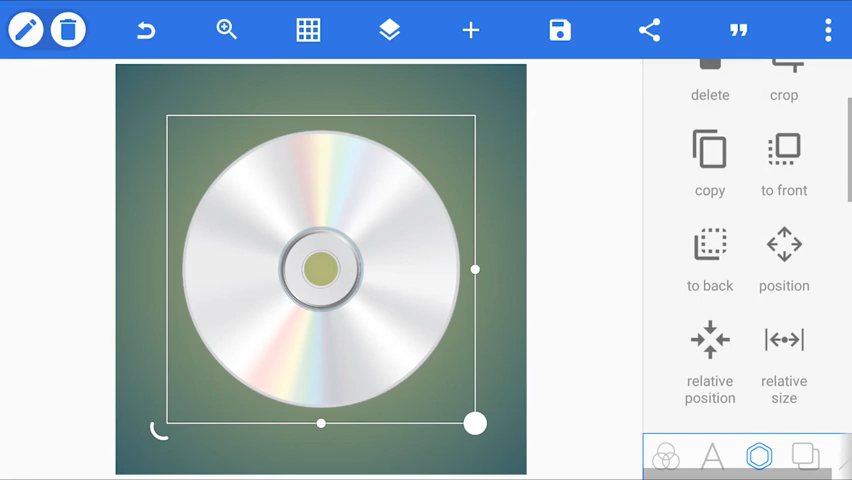 delete
crop
copy
to front
to back
position
relative
position
relative
size